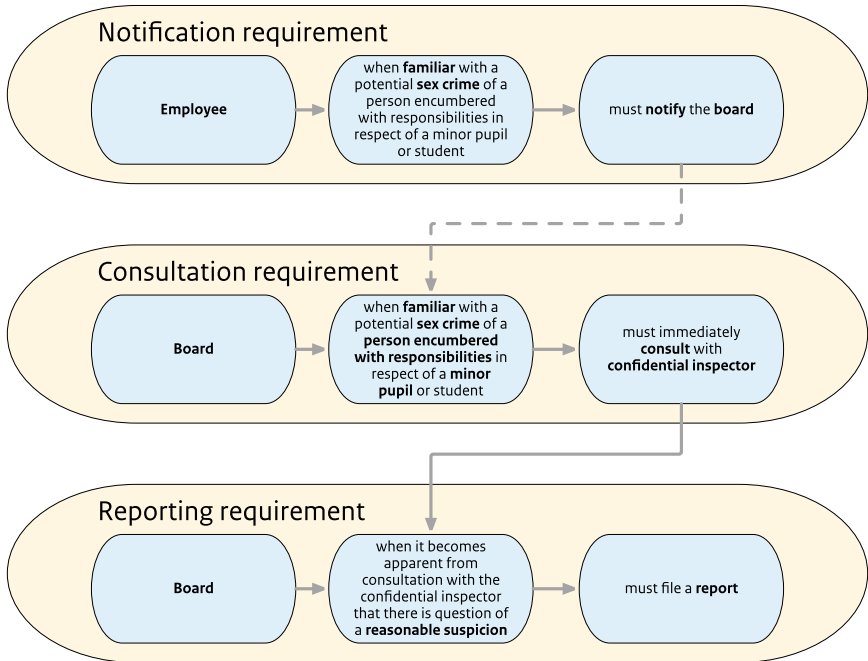 Notification requirement
Employee
when familiar with a
potential sex crime of a
person encumbered
with responsibilities in
respect of a minor pupil
or student
must notify the board
Consultation requirement
Board
when familiar with a
potential sex crime of a
person encumbered
with responsibilities in
respect of a minor
pupil or student
must immediately
consult with
confidential inspector
Reporting requirement
Board
when it becomes
apparent from
consultation with the
confidential inspector
that there is question of
a reasonable suspicion
must file a report